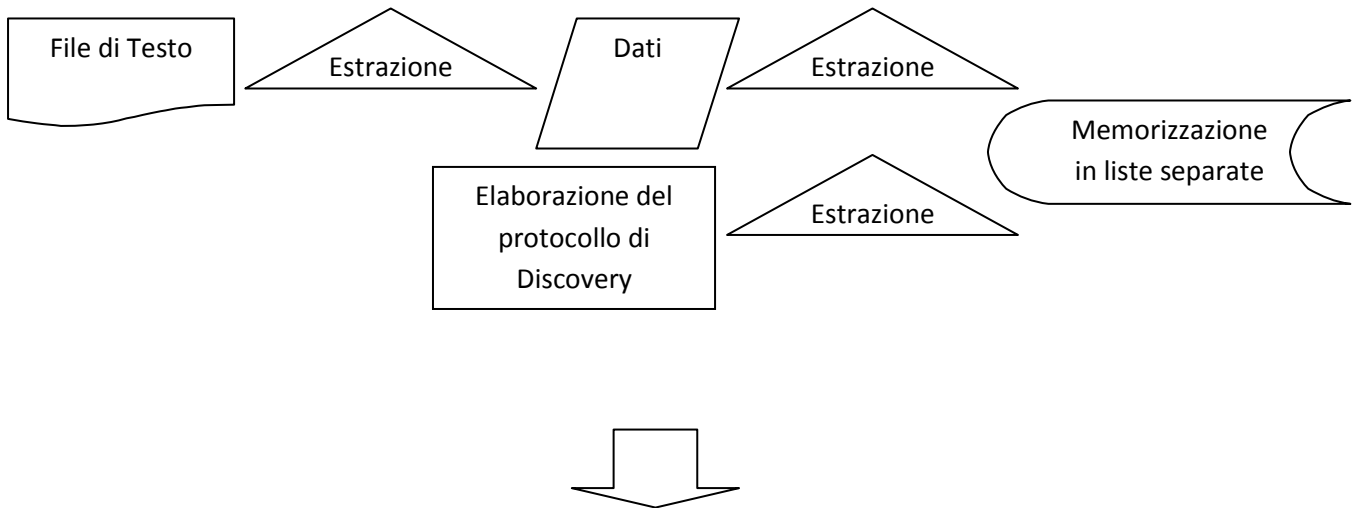 File di Testo
Estrazione
Dati
Estrazione
Memorizzazione
in liste separate
Elaborazione del
protocollo di
Discovery
Estrazione